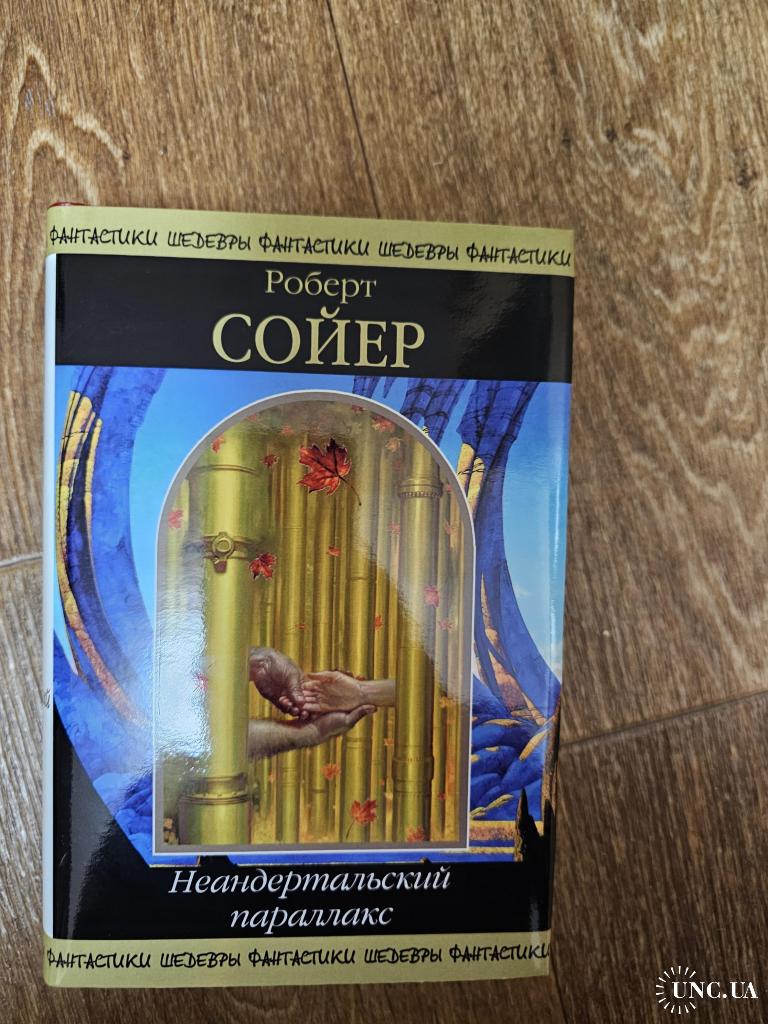 ФАНТАСТИКИ ШЕДЕВРЫ ФАНТАСТИКИ ШЕДЕВРЫ ФАНТАСТИКИ
Роберт
СОЙЕР
Неандертальский
параллакс
ФАНТАСТИКИ ШЕДЕВРЫ ФАНТАСТИКИ ШЕДЕВРЫ ФАНТАСТИКИ
UNC.UA